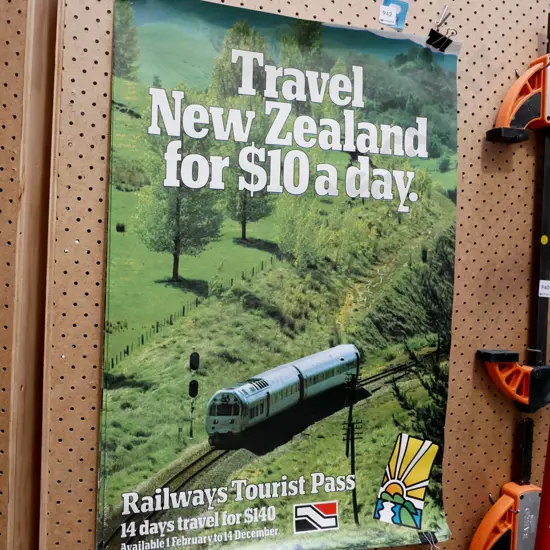 Travel
New Zealand
for $10 a day.
Railways Tourist Pass
14 days travel for $140
Available 1 February to 14 December.